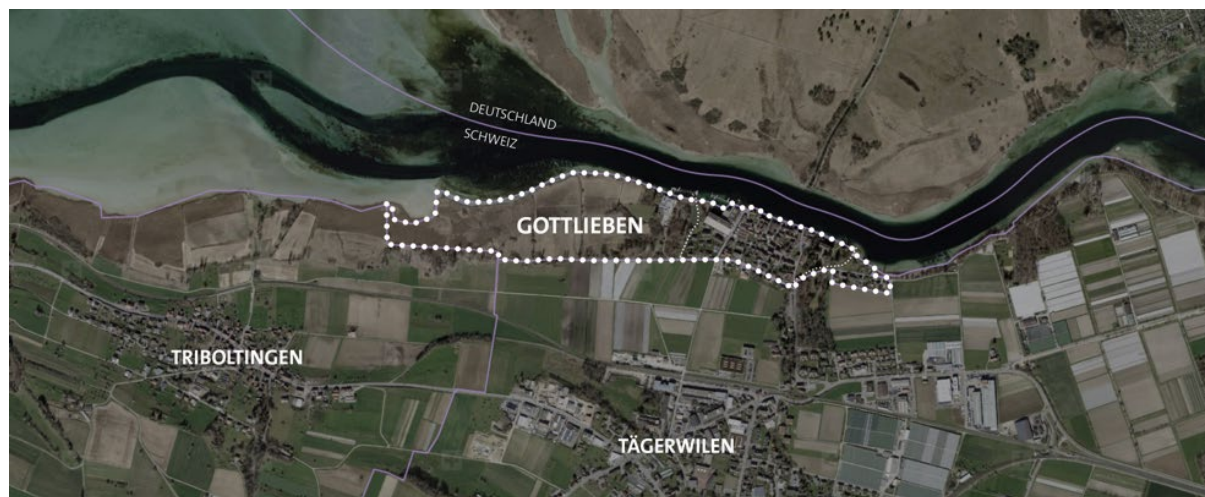 DEUTSCHLAND
SCHWEIZ
GOTTLIEBEN
TRIBOLTINGEN
TÄGERWILEN